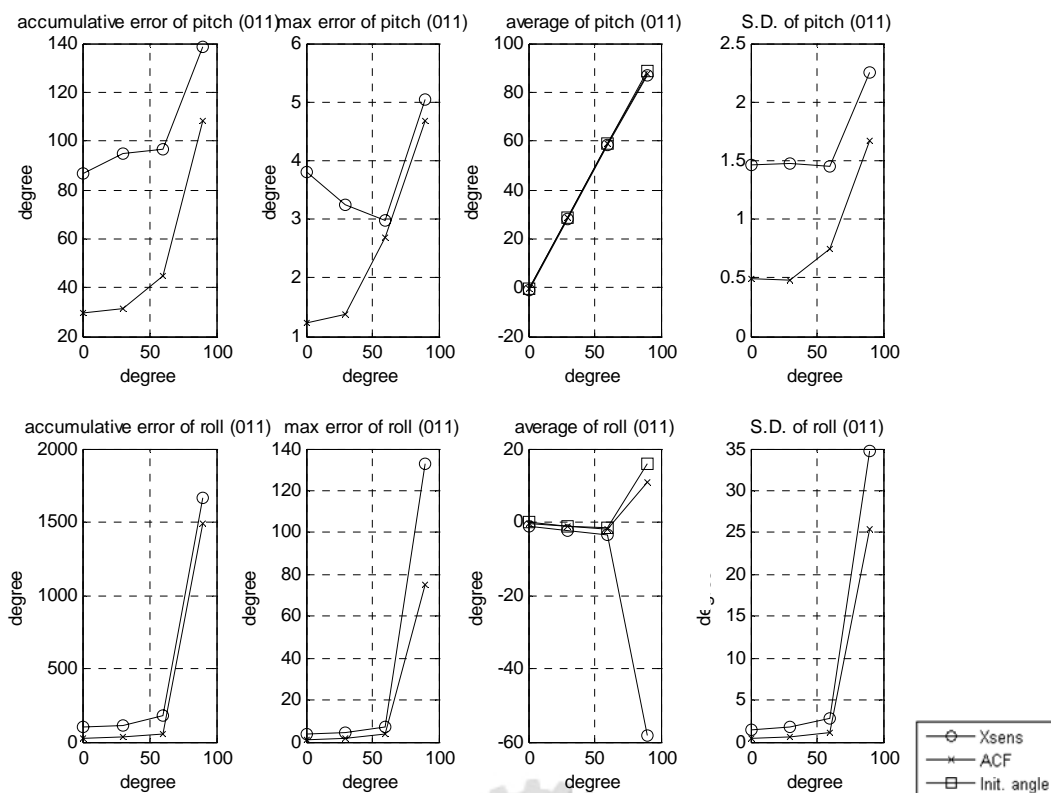 accumulative error of pitch (011)
max error of pitch (011)
average of pitch (011)
S.D. of pitch (011)
140
120
100
80
60
40
20
degree
0 50 100
degree
6
5
4
3
2
1
degree
0 50 100
degree
100
80
60
40
20
0
-20
degree
0 50 100
degree
2.5
2
1.5
1
0.5
0
degree
0 50 100
degree
accumulative error of roll (011)
max error of roll (011)
average of roll (011)
S.D. of roll (011)
2000
1500
1000
500
0
degree
0 50 100
degree
140
120
100
80
60
40
20
0
degree
0 50 100
degree
20
0
-20
-40
-60
degree
0 50 100
degree
35
30
25
20
15
10
5
0
0 50 100
degree
Xsens
ACF
Init. angle